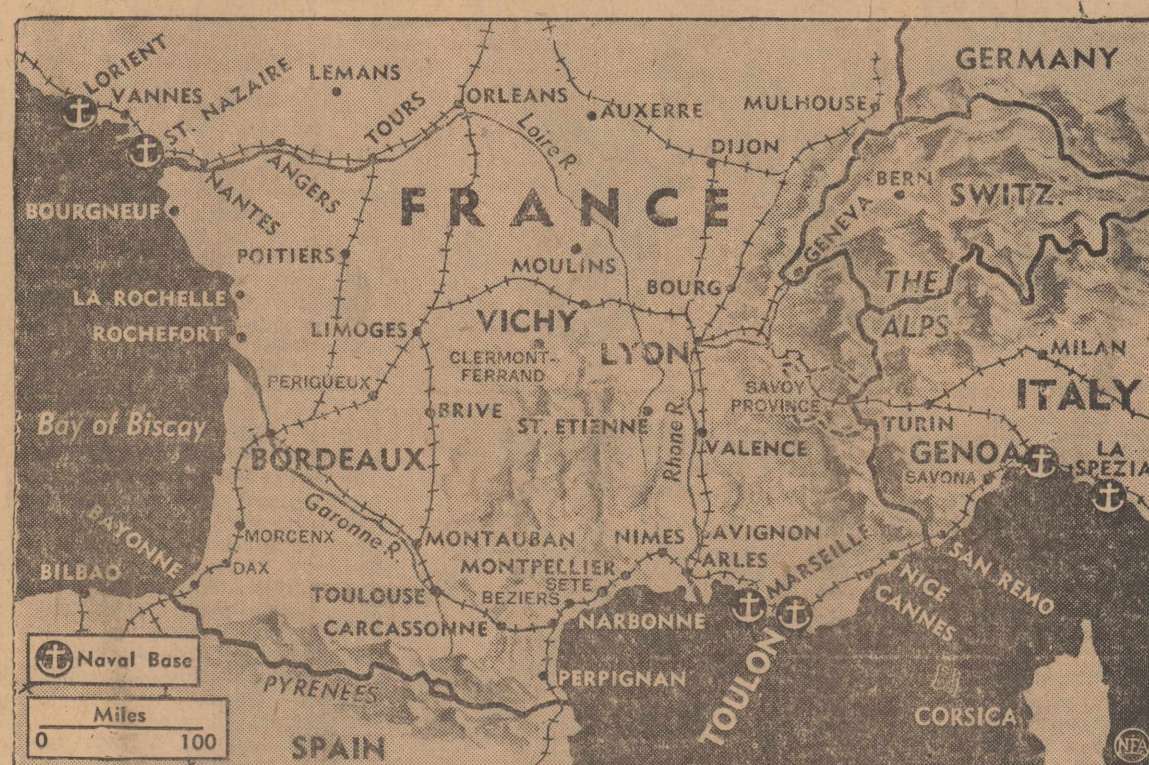 LORIENT
VANNES
ST. NAZAIRE
LEMANS
TOURS
ORLEANS
Loire R.
AUXERRE
MULHOUSE
GERMANY
DIJON
ANGERS
NANTES
BOURGNEUF
FRANCE
BERN
SWITZ.
GENEVA
POITIERS
MOULINS
BOURG
THE
ALPS
LA ROCHELLE
ROCHEFORT
LIMOGES
VICHY
CLERMONT-
FERRAND
LYON
MILAN
PERIGUEUX
SAVOY
PROVINCE
ITALY
Bay of Biscay
BRIVE
ST. ETIENNE
Rhone R.
TURIN
VALENCE
BORDEAUX
GENOA
LA
SPEZIA
SAVONA
Garonne R.
BAYONNE
MORCENX
MONTAUBAN
NIMES
AVIGNON
ARLES
MARSEILLE
SAN REMO
BILBAO
DAX
MONTPELLIER
SETE
BEZIERS
NICE
CANNES
TOULOUSE
CARCASSONNE
NARBONNE
TOULON
Naval Base
PYRENEES
PERPIGNAN
CORSICA
Miles
0 100
SPAIN
NEA